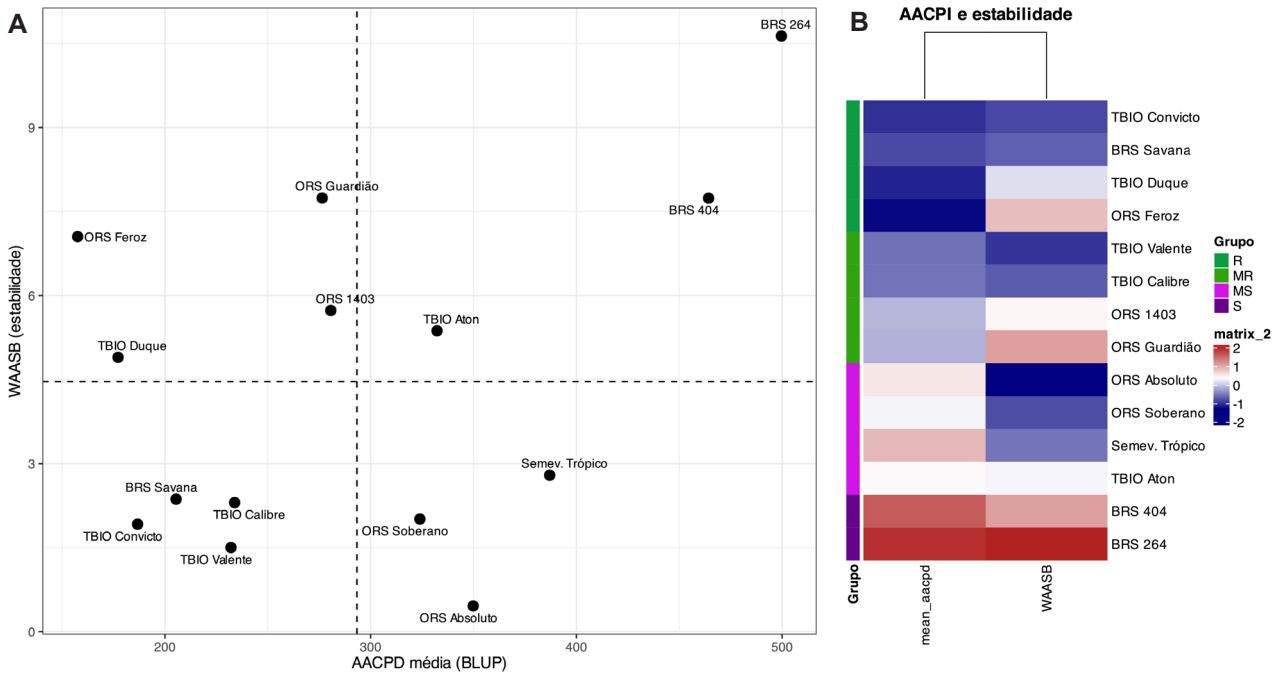 A
WAASB (estabilidade)
9
6
3
0
BRS 264
ORS Guardião
BRS 404
ORS Feroz
ORS 1403
TBIO Aton
TBIO Duque
Semev. Trópico
BRS Savana
TBIO Calibre
ORS Soberano
TBIO Convicto
TBIO Valente
ORS Absoluto
200
300
400
500
AACPD média (BLUP)
B
AACPI e estabilidade
TBIO Convicto
BRS Savana
TBIO Duque
ORS Feroz
TBIO Valente
TBIO Calibre
ORS 1403
ORS Guardião
ORS Absoluto
ORS Soberano
Semev. Trópico
TBIO Aton
BRS 404
BRS 264
Grupo
mean_aacpd
WAASB
Grupo
R
MR
MS
S
matrix_2
2
1
0
-1
-2